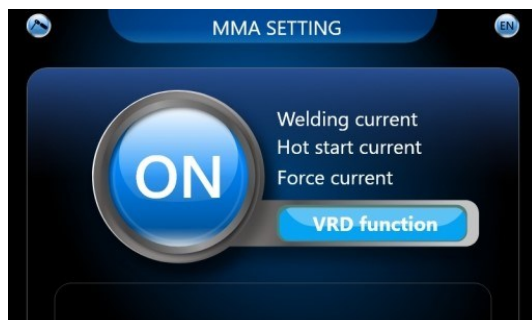 MMA SETTING
EN
ON
Welding current
Hot start current
Force current
VRD function